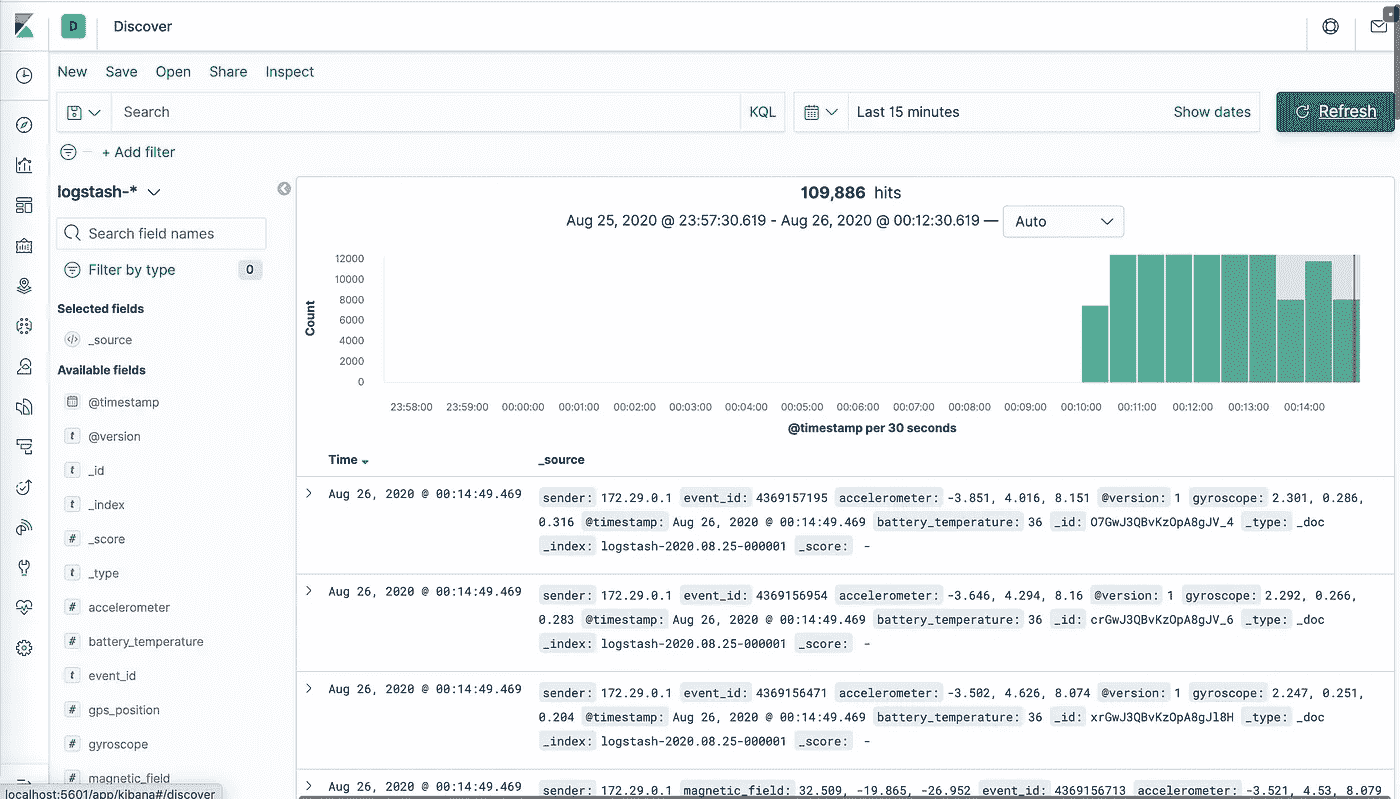 D Discover
New Save Open Share Inspect
Search KQL Last 15 minutes Show dates Refresh
+ Add filter
logstash-*
Search field names
Filter by type 0
Selected fields
_source
Available fields
@timestamp
@version
_id
_index
_score
_type
accelerometer
battery_temperature
event_id
gps_position
gyroscope
magnetic_field
localhost:5601/app/kibana#/discover
109,886 hits
Aug 25, 2020 @ 23:57:30.619 - Aug 26, 2020 @ 00:12:30.619 — Auto
Count
12000
10000
8000
6000
4000
2000
0
23:58:00 23:59:00 00:00:00 00:01:00 00:02:00 00:03:00 00:04:00 00:05:00 00:06:00 00:07:00 00:08:00 00:09:00 00:10:00 00:11:00 00:12:00 00:13:00 00:14:00
@timestamp per 30 seconds
Time _source
Aug 26, 2020 @ 00:14:49.469 sender: 172.29.0.1 event_id: 4369157195 accelerometer: -3.851, 4.016, 8.151 @version: 1 gyroscope: 2.301, 0.286,
0.316 @timestamp: Aug 26, 2020 @ 00:14:49.469 battery_temperature: 36 _id: O7GwJ3QBvKzOpA8gJV_4 _type: _doc
_index: logstash-2020.08.25-000001 _score: -
Aug 26, 2020 @ 00:14:49.469 sender: 172.29.0.1 event_id: 4369156954 accelerometer: -3.646, 4.294, 8.16 @version: 1 gyroscope: 2.292, 0.266,
0.283 @timestamp: Aug 26, 2020 @ 00:14:49.469 battery_temperature: 36 _id: crGwJ3QBvKzOpA8gJV_6 _type: _doc
_index: logstash-2020.08.25-000001 _score: -
Aug 26, 2020 @ 00:14:49.469 sender: 172.29.0.1 event_id: 4369156471 accelerometer: -3.502, 4.626, 8.074 @version: 1 gyroscope: 2.247, 0.251,
0.204 @timestamp: Aug 26, 2020 @ 00:14:49.469 battery_temperature: 36 _id: xrGwJ3QBvKzOpA8gJl8H _type: _doc
_index: logstash-2020.08.25-000001 _score: -
Aug 26, 2020 @ 00:14:49.469 sender: 172.29.0.1 magnetic_field: 32.509, -19.865, -26.952 event_id: 4369156713 accelerometer: -3.521, 4.53, 8.079